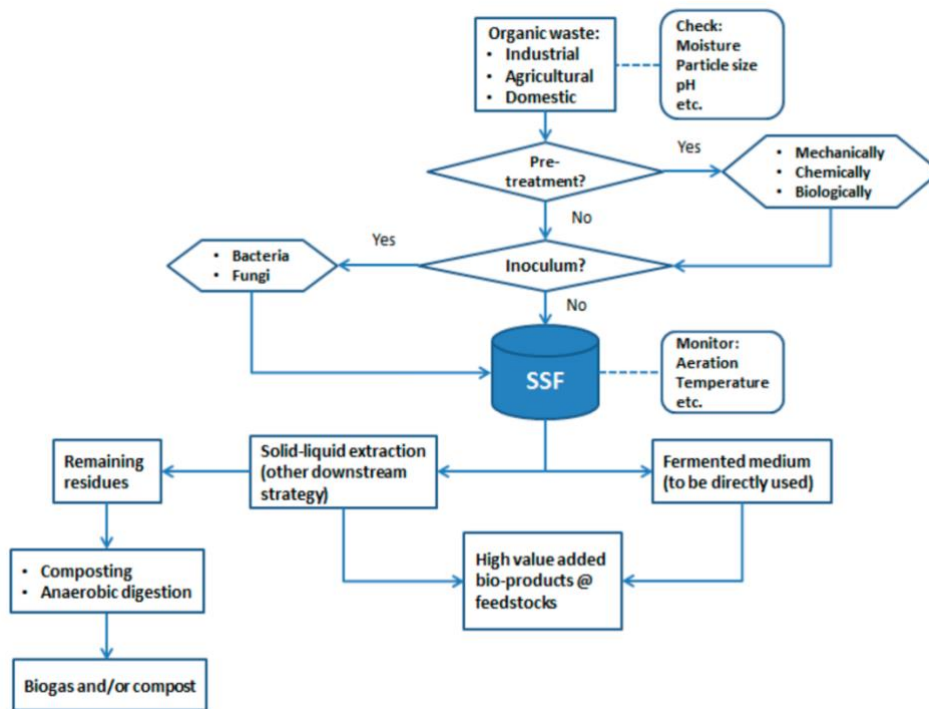 Organic waste:
• Industrial
• Agricultural
• Domestic
Check:
Moisture
Particle size
pH
etc.
Pre-
treatment?
Yes
• Mechanically
• Chemically
• Biologically
No
Yes
• Bacteria
• Fungi
Inoculum?
No
SSF
Monitor:
Aeration
Temperature
etc.
Remaining
residues
Solid-liquid extraction
(other downstream
strategy)
Fermented medium
(to be directly used)
• Composting
• Anaerobic digestion
High value added
bio-products @
feedstocks
Biogas and/or compost